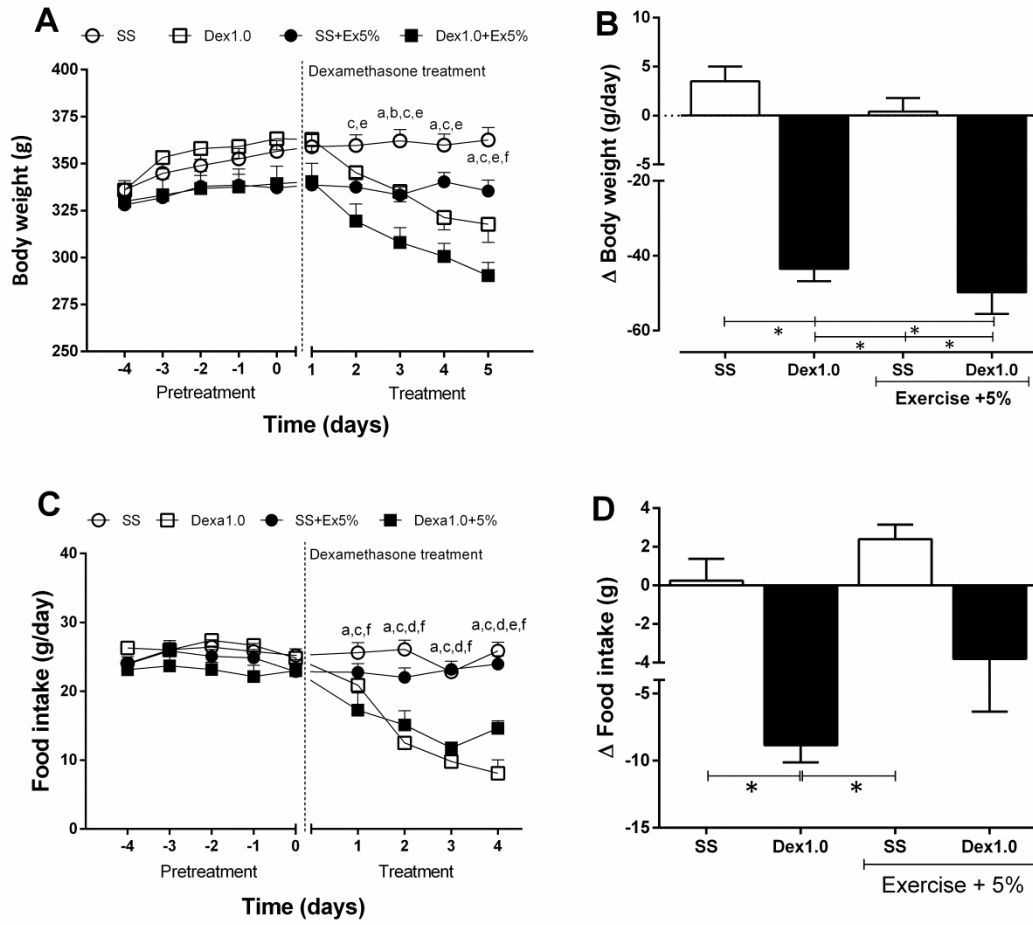 A
SS Dex1.0 SS+Ex5% Dex1.0+Ex5%
Dexamethasone treatment
Body weight (g)
400
375
350
325
300
275
250
c,e
a,b,c,e
a,c,e
a,c,e,f
-4 -3 -2 -1 0 1 2 3 4 5
Pretreatment Treatment
Time (days)
B
Δ Body weight (g/day)
10
5
0
-5
-20
-40
-60
* * * *
SS Dex1.0 SS Dex1.0
Exercise +5%
C
SS Dexa1.0 SS+Ex5% Dexa1.0+5%
Dexamethasone treatment
Food intake (g/day)
40
30
20
10
0
a,c,f
a,c,d,f
a,c,d,f
a,c,d,e,f
-4 -3 -2 -1 0 1 2 3 4
Pretreatment Treatment
Time (days)
D
Δ Food intake (g)
4
2
0
-2
-4
-5
-10
-15
* *
SS Dex1.0 SS Dex1.0
Exercise + 5%